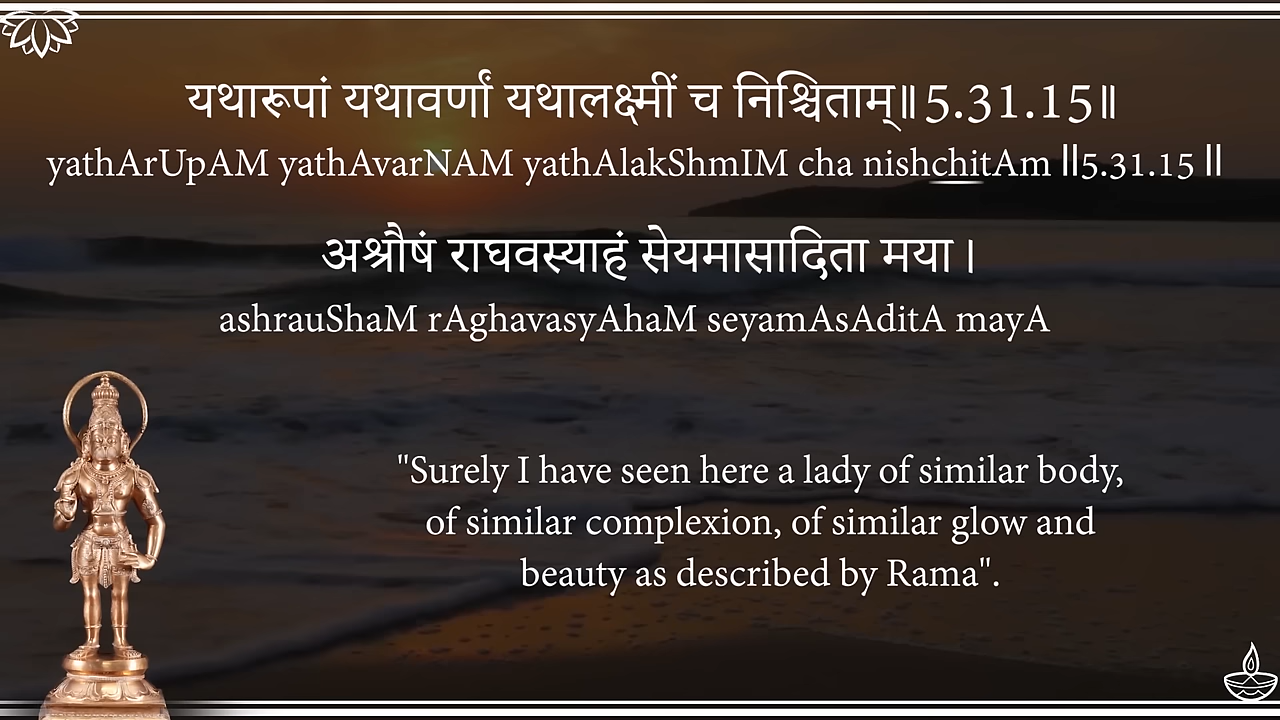 यथारूपां यथावर्णां यथालक्ष्मीं च निश्चिताम्॥5.31.15॥
yathArUpAM yathAvarNAM yathAlakShmIM cha nishchitAm ||5.31.15 ||
अश्रौषं राघवस्याहं सेयमासादिता मया।
ashrauShaM rAghavasyAhaM seyamAsAditA mayA
"Surely I have seen here a lady of similar body,
of similar complexion, of similar glow and
beauty as described by Rama".